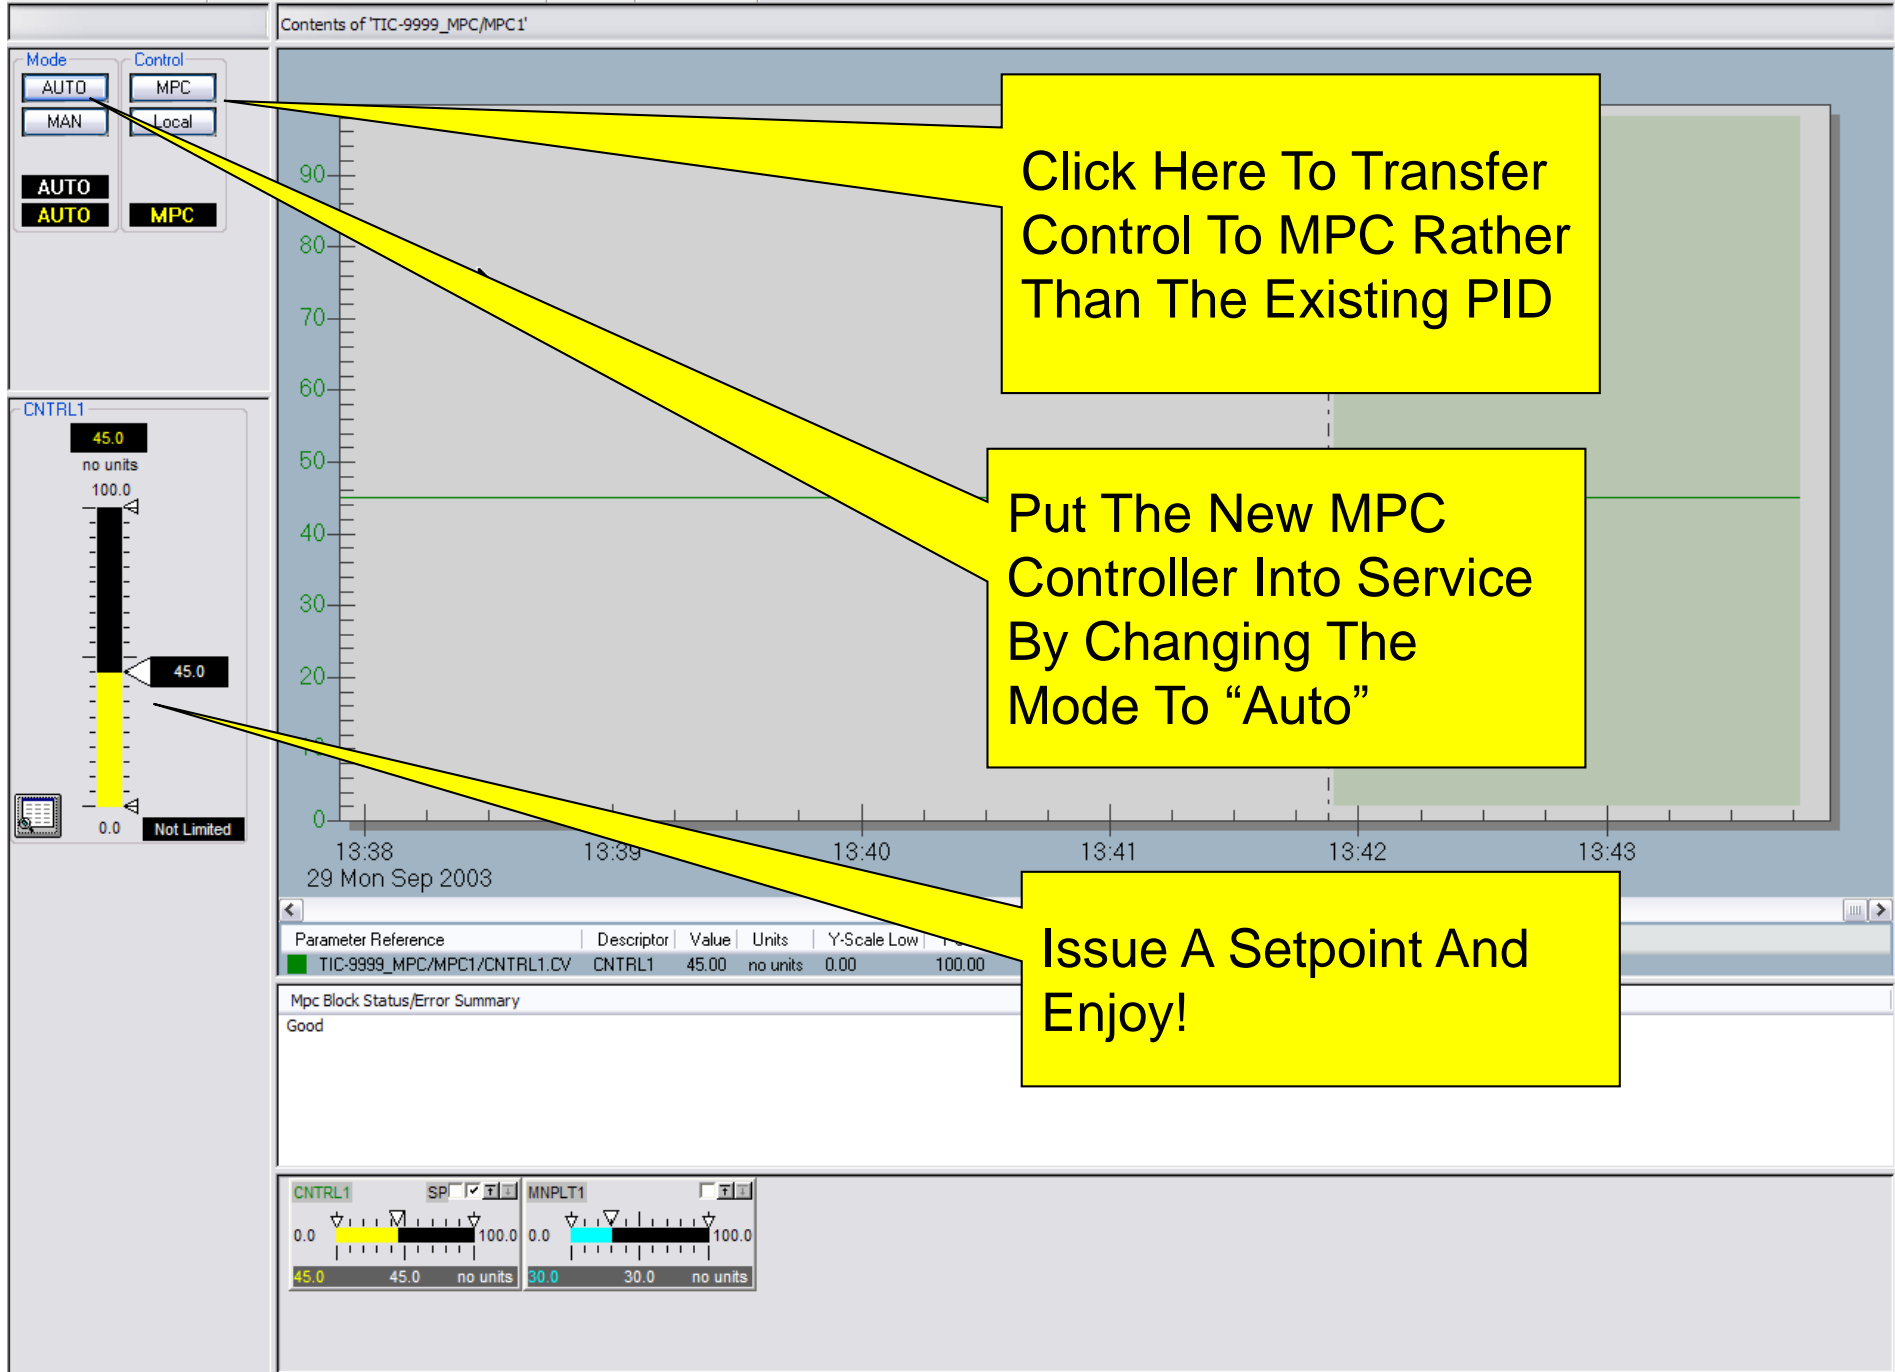 Contents of 'TIC-9999_MPC/MPC1'
Mode
Control
AUTO
MPC
MAN
Local
AUTO
AUTO
MPC
CNTRL1
45.0
no units
100.0
45.0
0.0
Not Limited
90
80
70
60
50
40
30
20
0
13:38
13:39
13:40
13:41
13:42
13:43
29 Mon Sep 2003
Click Here To Transfer
Control To MPC Rather
Than The Existing PID
Put The New MPC
Controller Into Service
By Changing The
Mode To “Auto”
Issue A Setpoint And
Enjoy!
Parameter Reference
Descriptor
Value
Units
Y-Scale Low
TIC-9999_MPC/MPC1/CNTRL1.CV
CNTRL1
45.00
no units
0.00
100.00
Mpc Block Status/Error Summary
Good
CNTRL1
SP
0.0
100.0
45.0
45.0
no units
MNPLT1
0.0
100.0
30.0
30.0
no units